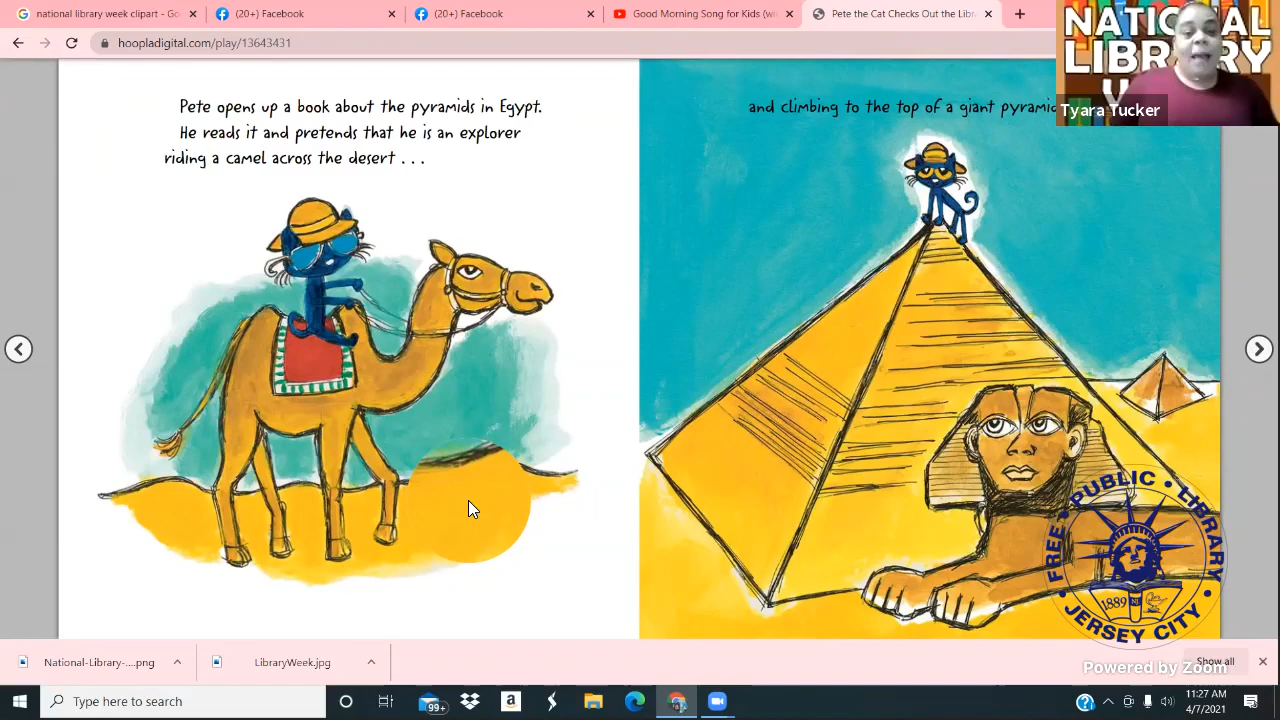 national library week clipart - Go
(20+) Facebook
(20+) Facebook
Good Morning Song for Kids (wi
Pete the Cat Checks Out the Libra
hoopladigital.com/play/13643431
NATIONAL
LIBRARY
Tyara Yucker
Pete opens up a book about the pyramids in Egypt.
He reads it and pretends that he is an explorer
riding a camel across the desert . . .
and climbing to the top of a giant pyramid
FREE • PUBLIC • LIBRARY
1889 NJ
• JERSEY CITY •
Powered by Zoom
National-Library-....png
LibraryWeek.jpg
Show all
Type here to search
99+
11:27 AM
4/7/2021